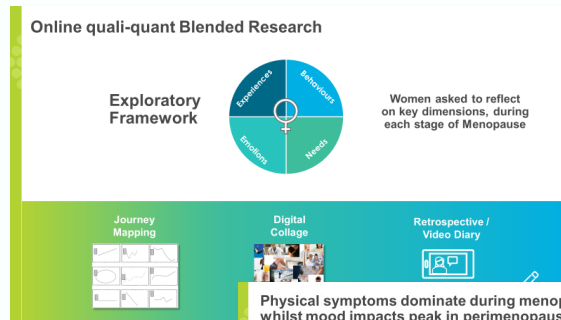 Online quali-quant Blended Research
Exploratory
Framework
Experiences
Behaviours
Emotions
Needs
Women asked to reflect
on key dimensions, during
each stage of Menopause
Journey
Mapping
Digital
Collage
Retrospective /
Video Diary
Physical symptoms dominate during
whilst mood impacts peak in